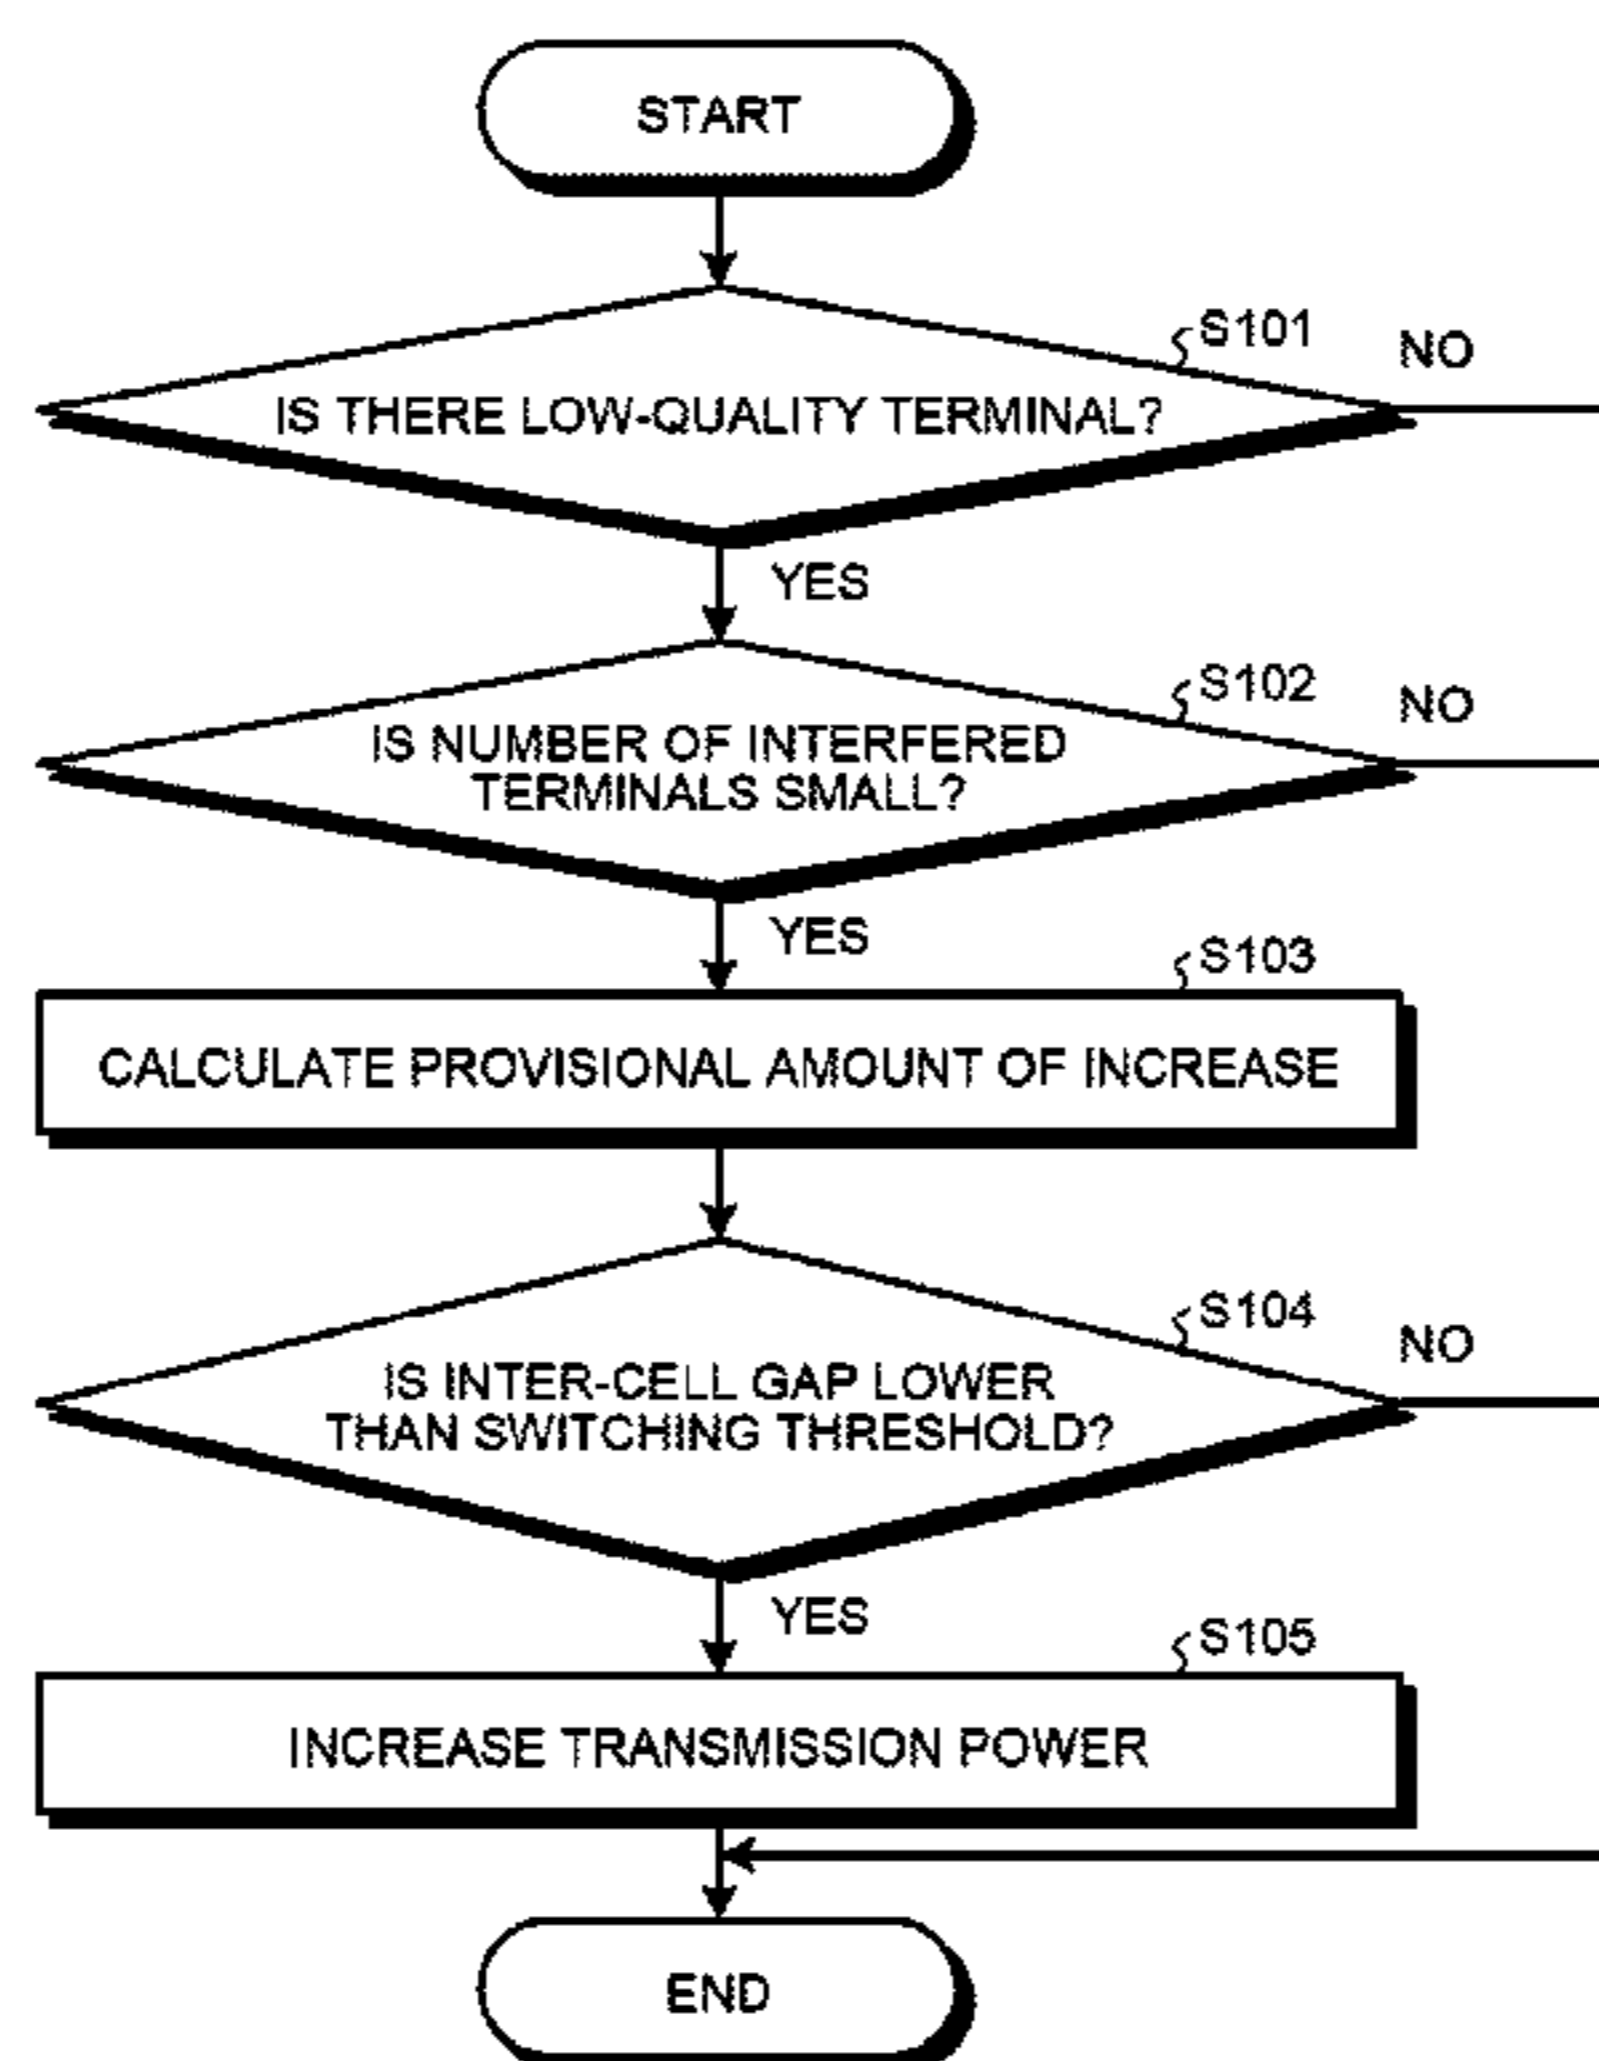 START
S101
NO
IS THERE LOW-QUALITY TERMINAL?
YES
S102
NO
IS NUMBER OF INTERFERED
TERMINALS SMALL?
YES
S103
CALCULATE PROVISIONAL AMOUNT OF INCREASE
S104
NO
IS INTER-CELL GAP LOWER
THAN SWITCHING THRESHOLD?
YES
S105
INCREASE TRANSMISSION POWER
END